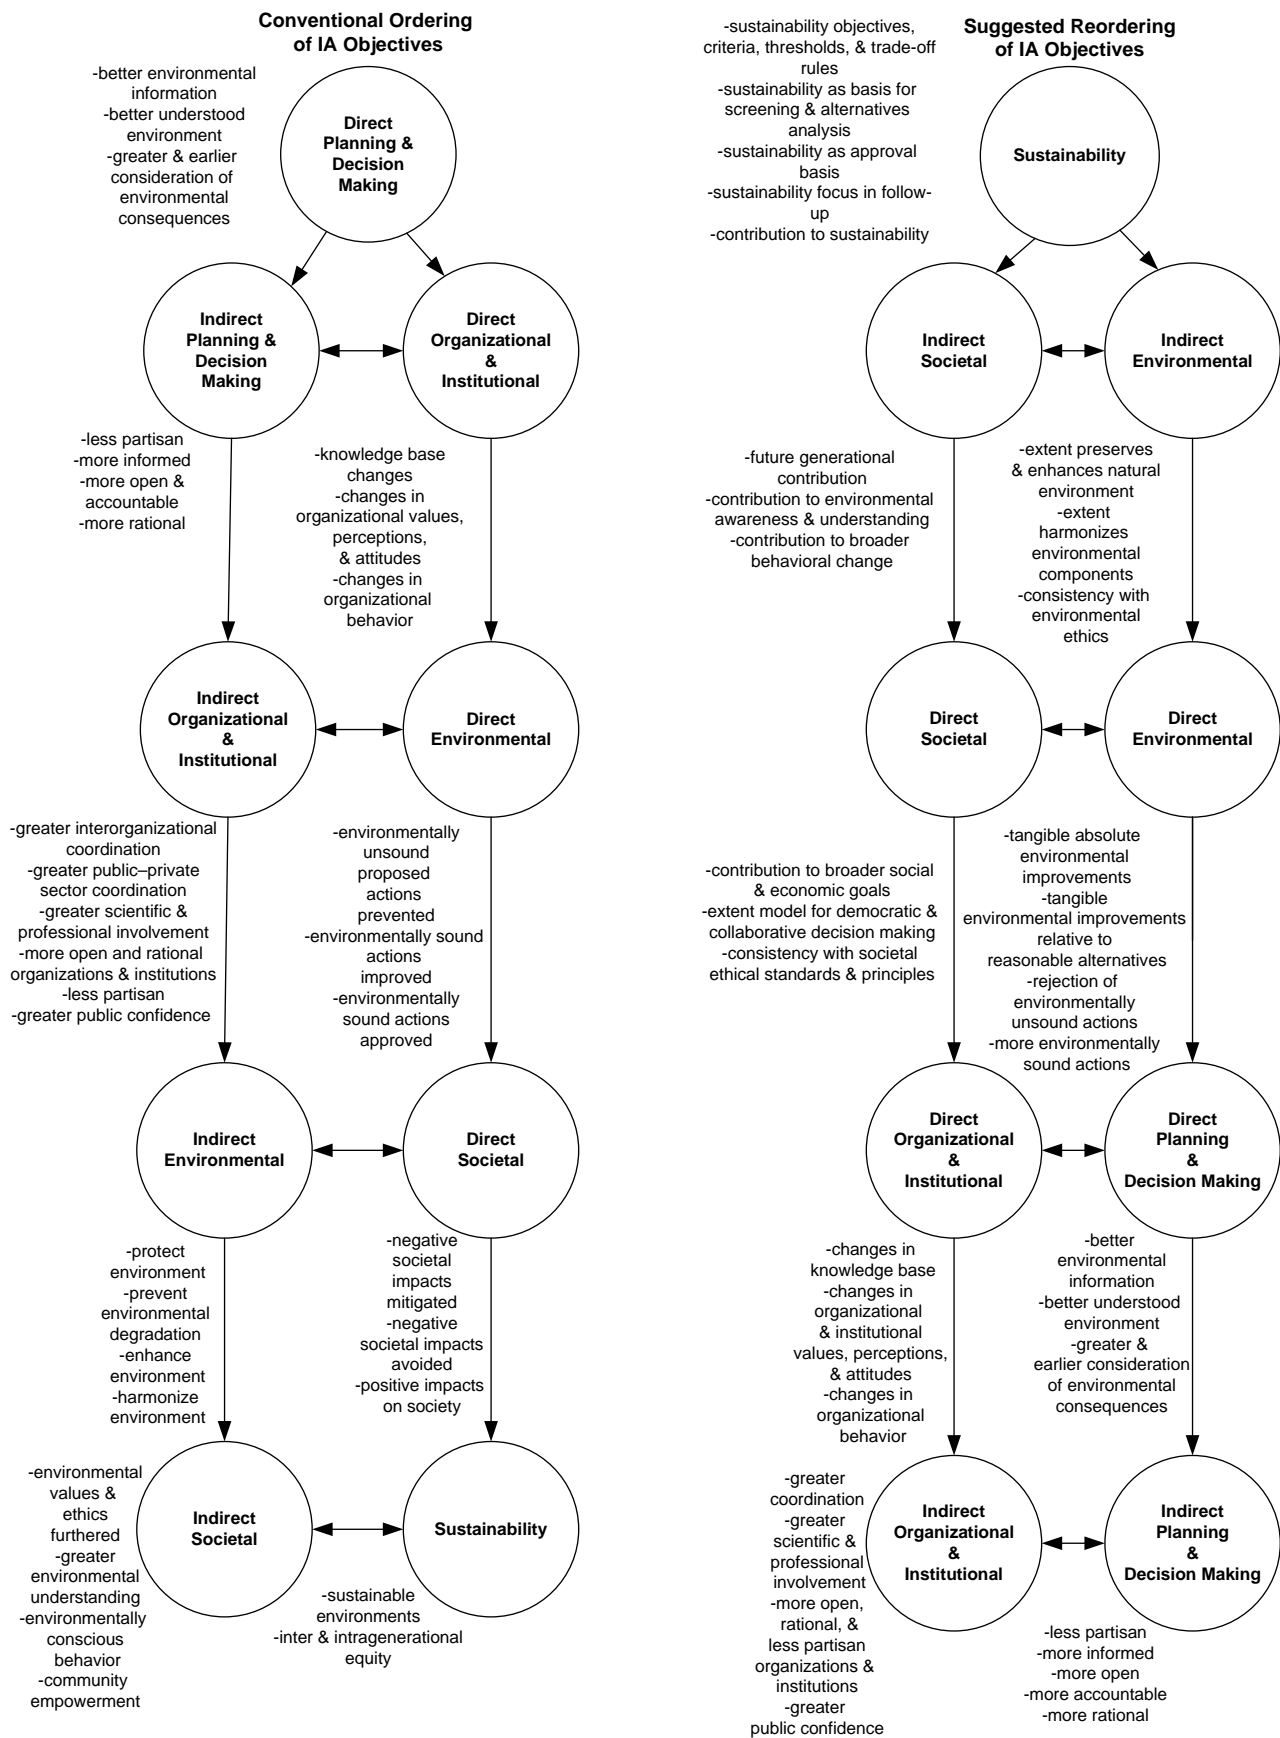 Conventional Ordering
of IA Objectives
-better environmental
information
-better understood
environment
-greater & earlier
consideration of
environmental
consequences
Direct
Planning &
Decision
Making
Indirect
Planning &
Decision
Making
Direct
Organizational
&
Institutional
-less partisan
-more informed
-more open &
accountable
-more rational
-knowledge base
changes
-changes in
organizational values,
perceptions,
& attitudes
-changes in
organizational
behavior
Indirect
Organizational
&
Institutional
Direct
Environmental
-greater interorganizational
coordination
-greater public–private
sector coordination
-greater scientific &
professional involvement
-more open and rational
organizations & institutions
-less partisan
-greater public confidence
-environmentally
unsound
proposed
actions
prevented
-environmentally sound
actions
improved
-environmentally
sound actions
approved
Indirect
Environmental
Direct
Societal
-protect
environment
-prevent
environmental
degradation
-enhance
environment
-harmonize
environment
-negative
societal
impacts
mitigated
-negative
societal impacts
avoided
-positive impacts
on society
-environmental
values &
ethics
furthered
-greater
environmental
understanding
-environmentally
conscious
behavior
-community
empowerment
Indirect
Societal
Sustainability
-sustainable
environments
-inter & intragenerational
equity
Suggested Reordering
of IA Objectives
-sustainability objectives,
criteria, thresholds, & trade-off
rules
-sustainability as basis for
screening & alternatives
analysis
-sustainability as approval
basis
-sustainability focus in follow-
up
-contribution to sustainability
Sustainability
Indirect
Societal
Indirect
Environmental
-future generational
contribution
-contribution to environmental
awareness & understanding
-contribution to broader
behavioral change
-extent preserves
& enhances natural
environment
-extent
harmonizes
environmental
components
-consistency with
environmental
ethics
Direct
Societal
Direct
Environmental
-contribution to broader social
& economic goals
-extent model for democratic &
collaborative decision making
-consistency with societal
ethical standards & principles
-tangible absolute
environmental
improvements
-tangible
environmental improvements
relative to
reasonable alternatives
-rejection of
environmentally
unsound actions
-more environmentally
sound actions
Direct
Organizational
&
Institutional
Direct
Planning
&
Decision Making
-changes in
knowledge base
-changes in
organizational
& institutional
values, perceptions,
& attitudes
-changes in
organizational
behavior
-better
environmental
information
-better understood
environment
-greater &
earlier consideration
of environmental
consequences
-greater
coordination
-greater
scientific &
professional
involvement
-more open,
rational, &
less partisan
organizations &
institutions
-greater
public confidence
Indirect
Organizational
&
Institutional
Indirect
Planning
&
Decision Making
-less partisan
-more informed
-more open
-more accountable
-more rational